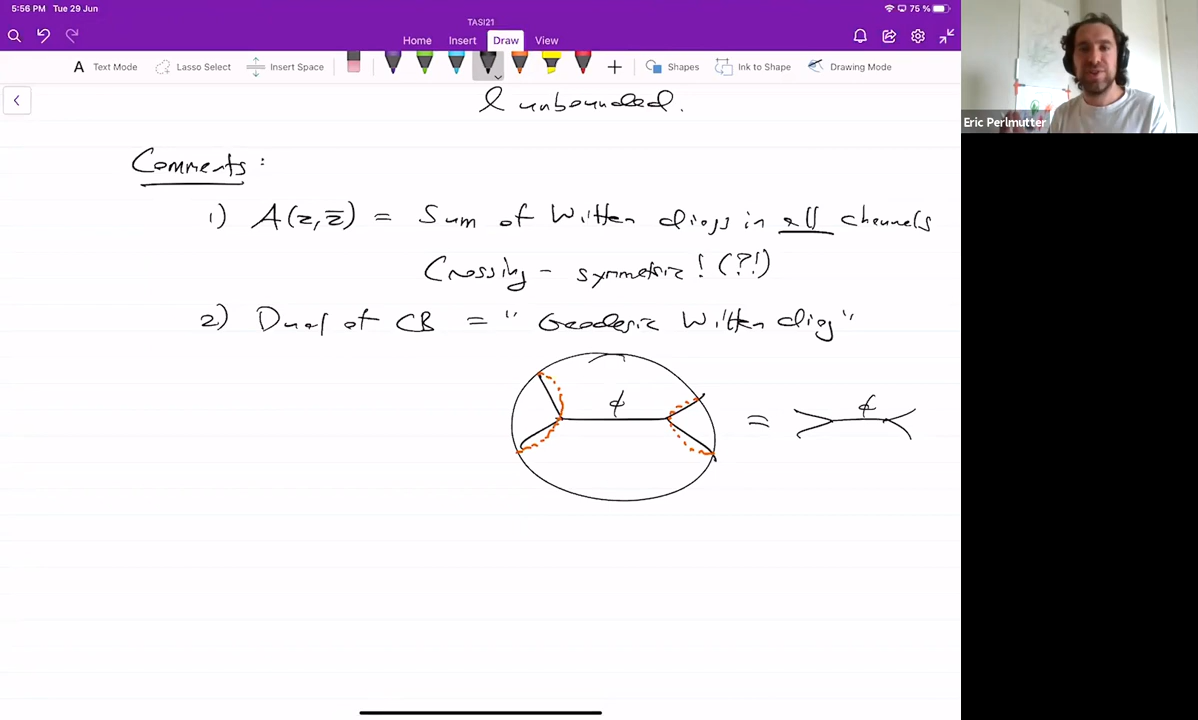 5:56 PM Tue 29 Jun
75 %
TASI21
Home Insert Draw View
Text Mode Lasso Select Insert Space Shapes Ink to Shape Drawing Mode
Eric Perlmutter
l unbounded.
Comments :
1) A(z, z̅) = Sum of Witten diags in all channels
Crossing - symmetric! (?!)
2) Dual of CB = "Geodesic Witten diag"
ϕ = ϕ